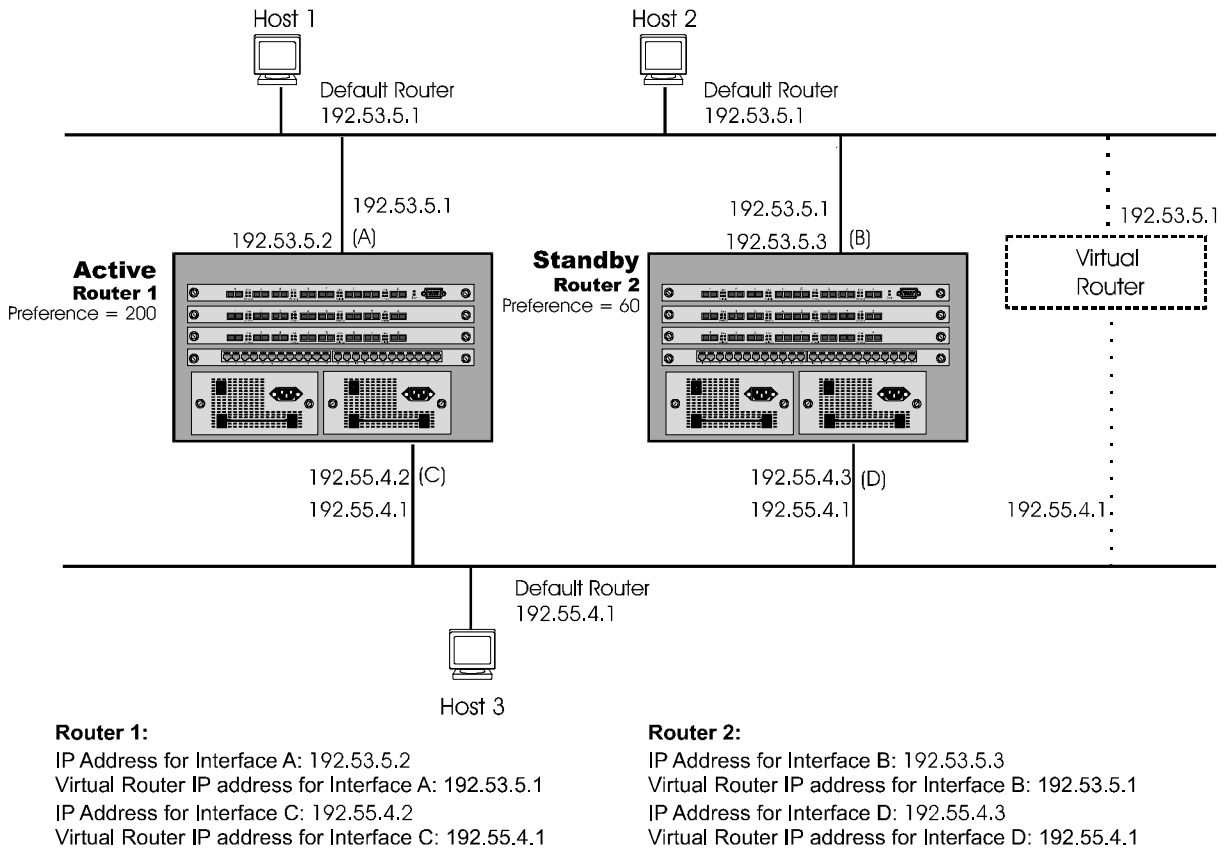 Host 1
Host 2
Default Router
192.53.5.1
Default Router
192.53.5.1
192.53.5.1
192.53.5.2 (A)
192.53.5.1
192.53.5.3 (B)
192.53.5.1
Active
Router 1
Preference = 200
Standby
Router 2
Preference = 60
Virtual
Router
192.55.4.2 (C)
192.55.4.1
192.55.4.3 (D)
192.55.4.1
192.55.4.1
Default Router
192.55.4.1
Host 3
Router 1:
IP Address for Interface A: 192.53.5.2
Virtual Router IP address for Interface A: 192.53.5.1
IP Address for Interface C: 192.55.4.2
Virtual Router IP address for Interface C: 192.55.4.1
Router 2:
IP Address for Interface B: 192.53.5.3
Virtual Router IP address for Interface B: 192.53.5.1
IP Address for Interface D: 192.55.4.3
Virtual Router IP address for Interface D: 192.55.4.1